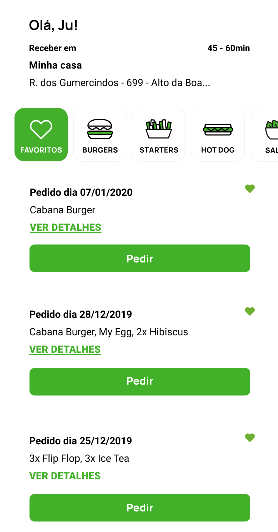 Olá, Ju!
Receber em 45 - 60min
Minha casa
R. dos Gumercindos - 699 - Alto da Boa...
FAVORITOS BURGERS STARTERS HOT DOG SAL
Pedido dia 07/01/2020
Cabana Burger
VER DETALHES
Pedir
Pedido dia 28/12/2019
Cabana Burger, My Egg, 2x Hibiscus
VER DETALHES
Pedir
Pedido dia 25/12/2019
3x Flip Flop, 3x Ice Tea
VER DETALHES
Pedir